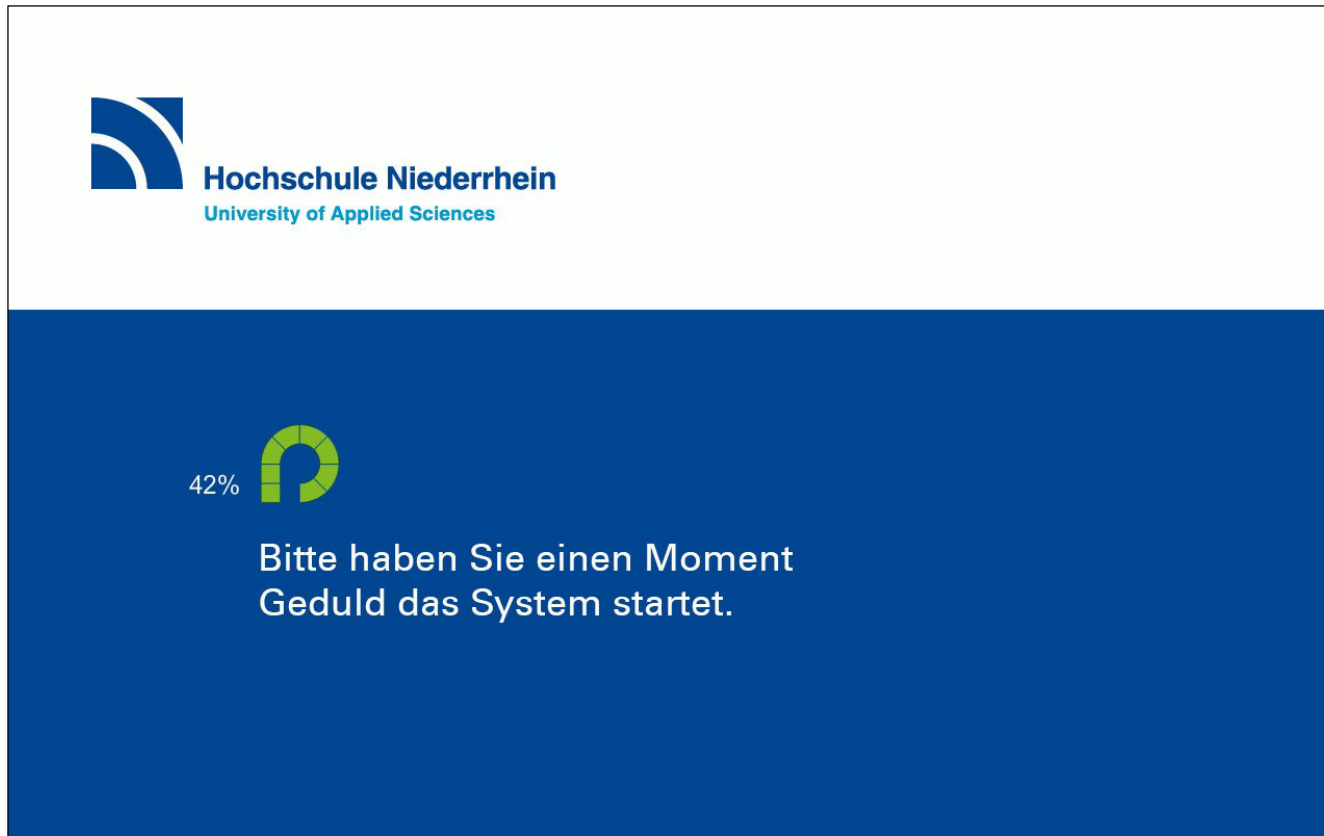 Hochschule Niederrhein
University of Applied Sciences
42%
Bitte haben Sie einen Moment
Geduld das System startet.